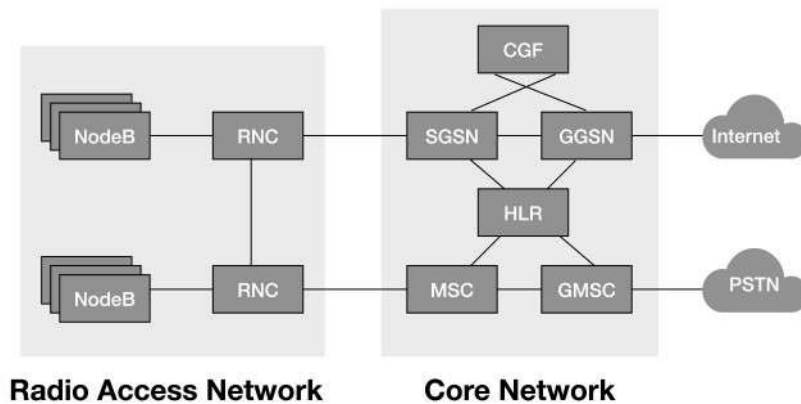 CGF
NodeB
RNC
SGSN
GGSN
Internet
HLR
NodeB
RNC
MSC
GMSC
PSTN
Radio Access Network
Core Network